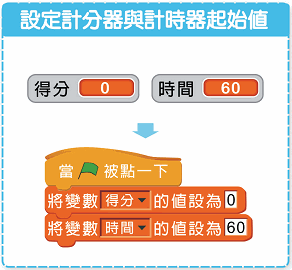 設定計分器與計時器起始值
得分 0 時間 60
當 被點一下
將變數 得分 的值設為 0
將變數 時間 的值設為 60